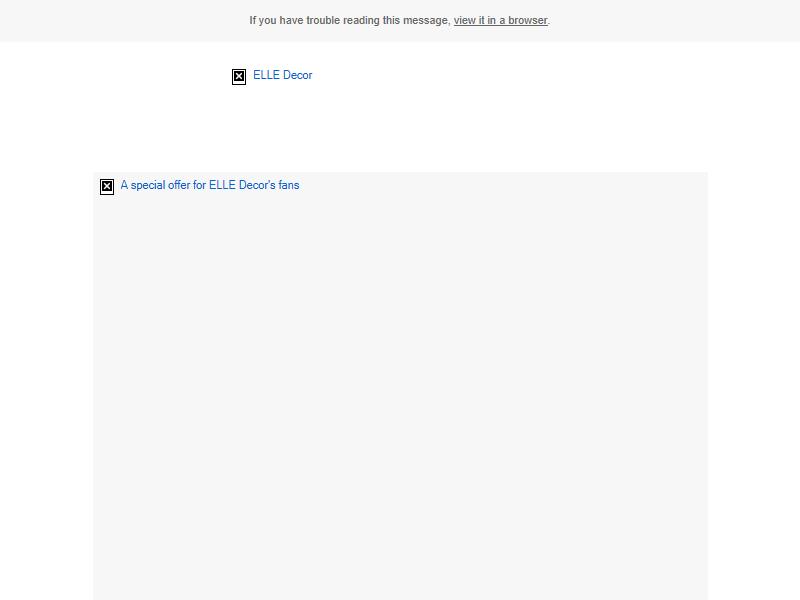 If you have trouble reading this message, view it in a browser.
ELLE Decor
A special offer for ELLE Decor's fans